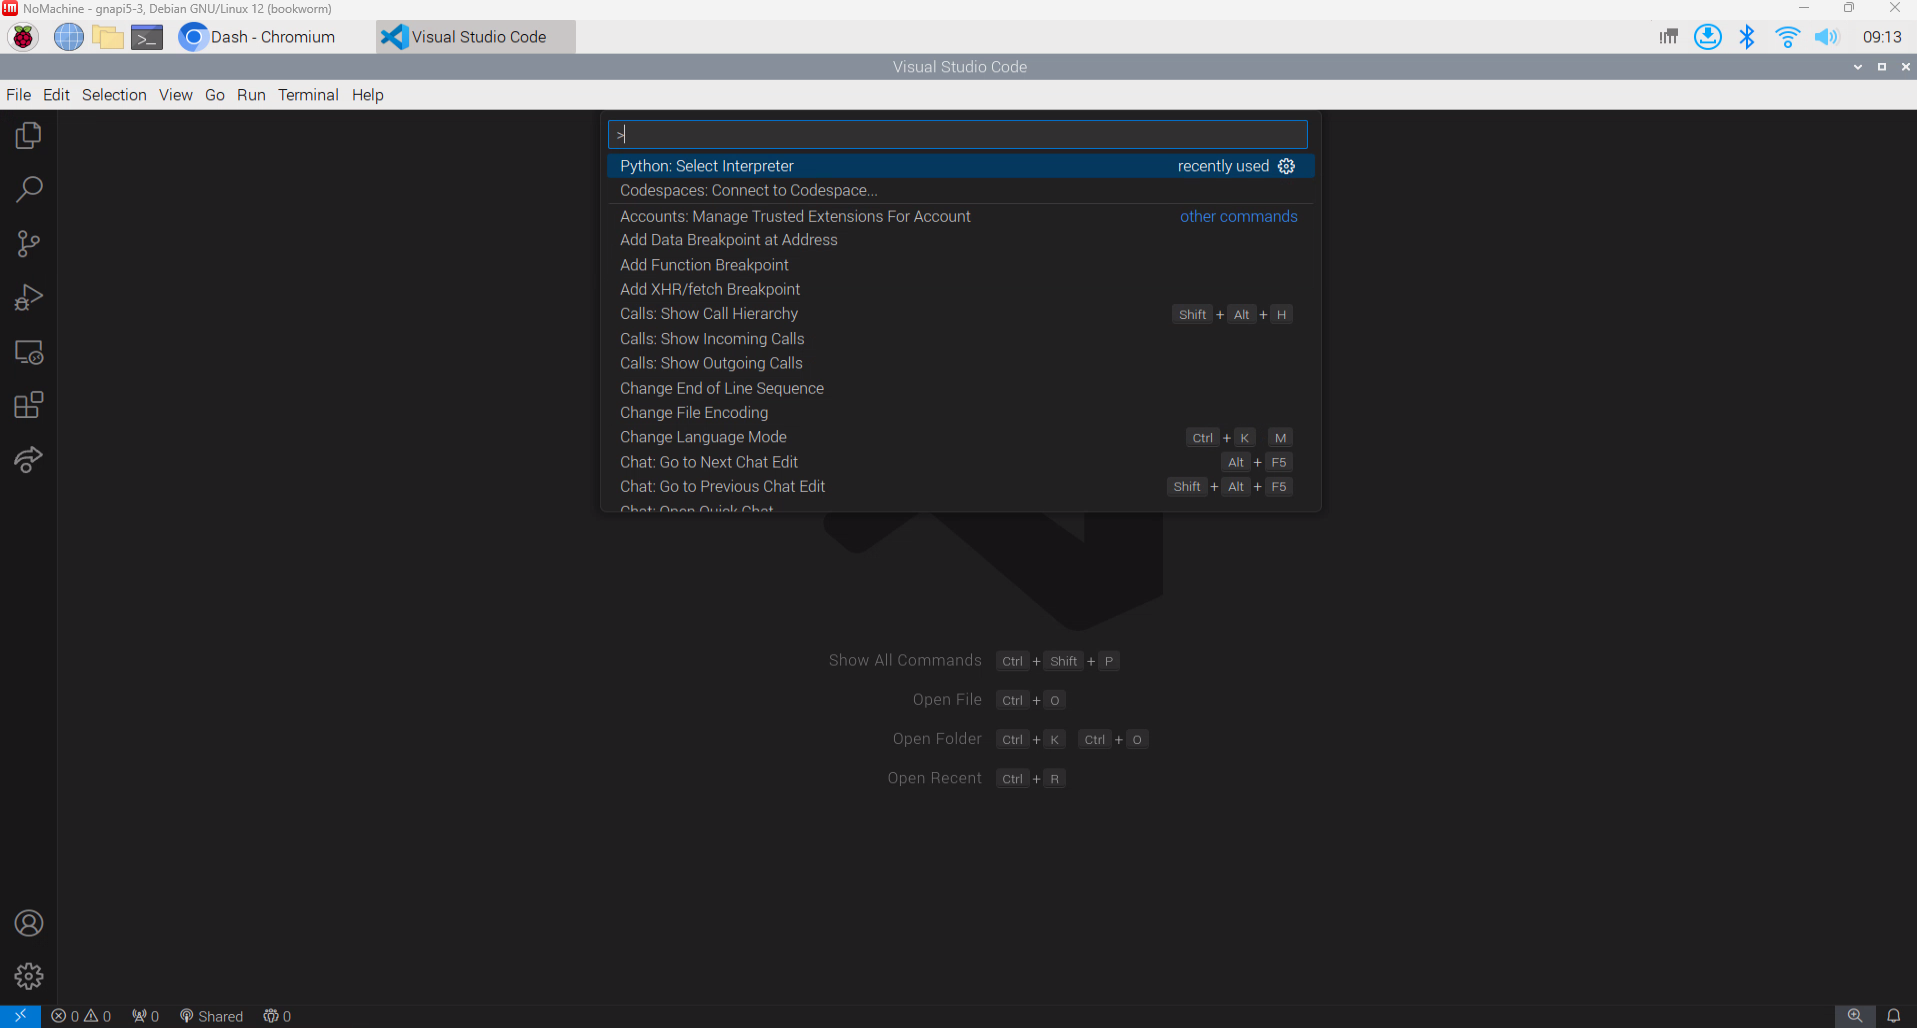 NoMachine - gnapi5-3, Debian GNU/Linux 12 (bookworm)
Dash - Chromium
Visual Studio Code
09:13
Visual Studio Code
File Edit Selection View Go Run Terminal Help
>
Python: Select Interpreter recently used
Codespaces: Connect to Codespace...
Accounts: Manage Trusted Extensions For Account other commands
Add Data Breakpoint at Address
Add Function Breakpoint
Add XHR/fetch Breakpoint
Calls: Show Call Hierarchy Shift + Alt + H
Calls: Show Incoming Calls
Calls: Show Outgoing Calls
Change End of Line Sequence
Change File Encoding
Change Language Mode Ctrl + K M
Chat: Go to Next Chat Edit Alt + F5
Chat: Go to Previous Chat Edit Shift + Alt + F5
Chat: Open Quick Chat
Show All Commands Ctrl + Shift + P
Open File Ctrl + O
Open Folder Ctrl + K Ctrl + O
Open Recent Ctrl + R
0 0 0 Shared 0